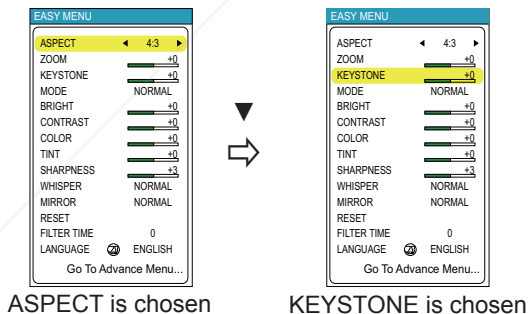 EASY MENU
ASPECT ◀ 4:3 ▶
ZOOM +0
KEYSTONE +0
MODE NORMAL
BRIGHT +0
CONTRAST +0
COLOR +0
TINT +0
SHARPNESS +3
WHISPER NORMAL
MIRROR NORMAL
RESET
FILTER TIME 0
LANGUAGE ENGLISH
Go To Advance Menu...
ASPECT is chosen
▼
⇨
EASY MENU
ASPECT ◀ 4:3 ▶
ZOOM +0
KEYSTONE +0
MODE NORMAL
BRIGHT +0
CONTRAST +0
COLOR +0
TINT +0
SHARPNESS +3
WHISPER NORMAL
MIRROR NORMAL
RESET
FILTER TIME 0
LANGUAGE ENGLISH
Go To Advance Menu...
KEYSTONE is chosen